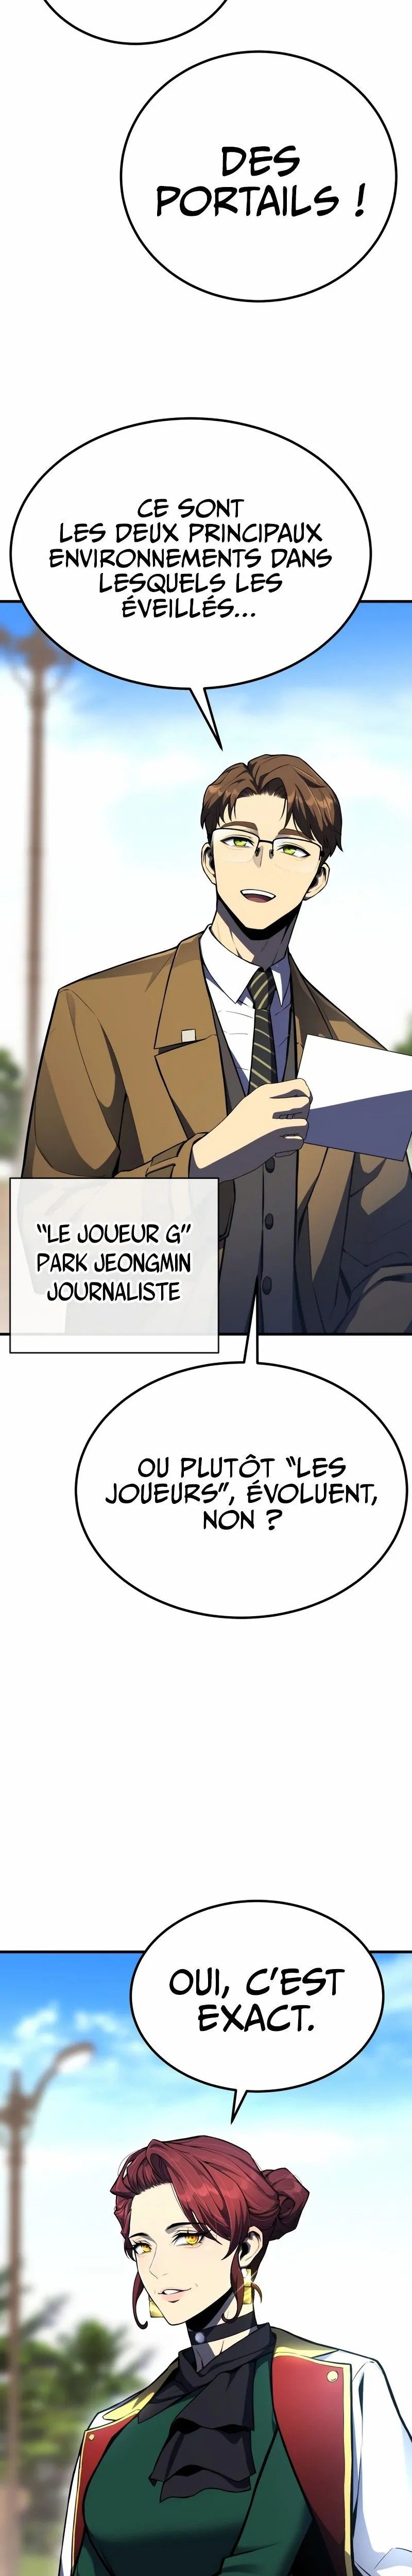 DES
PORTAILS !
CE SONT
LES DEUX PRINCIPAUX
ENVIRONNEMENTS DANS
LESQUELS LES
ÉVEILLÉS...
"LE JOUEUR G"
PARK JEONGMIN
JOURNALISTE
OU PLUTÔT "LES
JOUEURS", ÉVOLUENT,
NON ?
OUI, C'EST
EXACT.